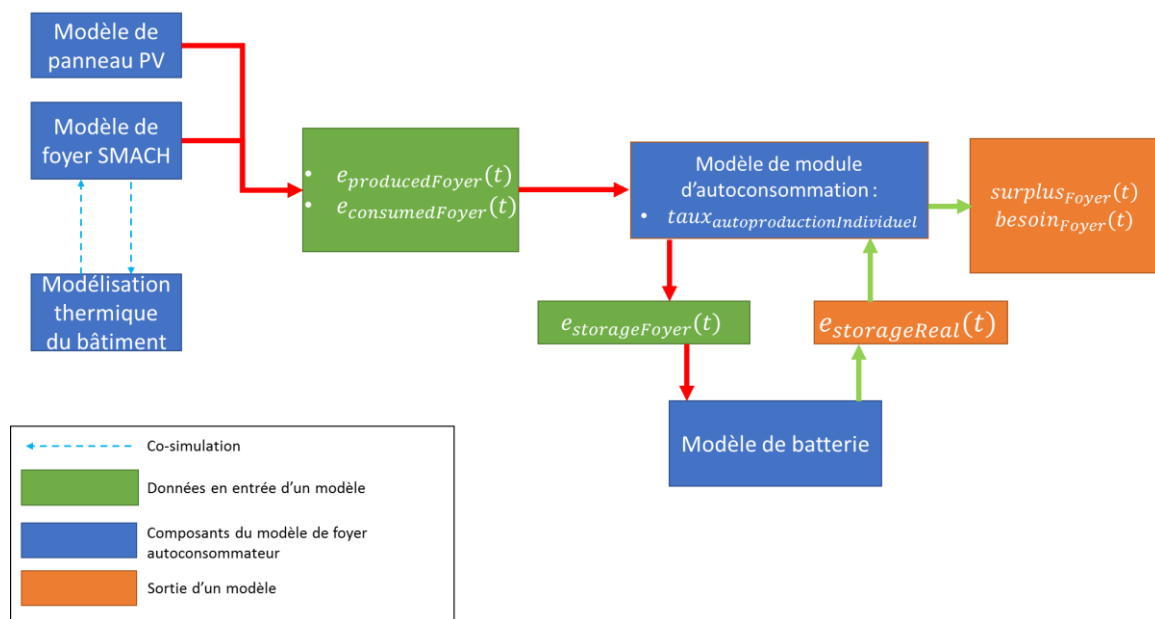 Modèle de
panneau PV
Modèle de
foyer SMACH
Modélisation
thermique
du bâtiment
• e_producedFoyer(t)
• e_consumedFoyer(t)
Modèle de module
d'autoconsommation :
• taux_autoproductionIndividuel
surplus_Foyer(t)
besoin_Foyer(t)
e_storageFoyer(t)
e_storageReal(t)
Modèle de batterie
Co-simulation
Données en entrée d'un modèle
Composants du modèle de foyer
autoconsommateur
Sortie d'un modèle